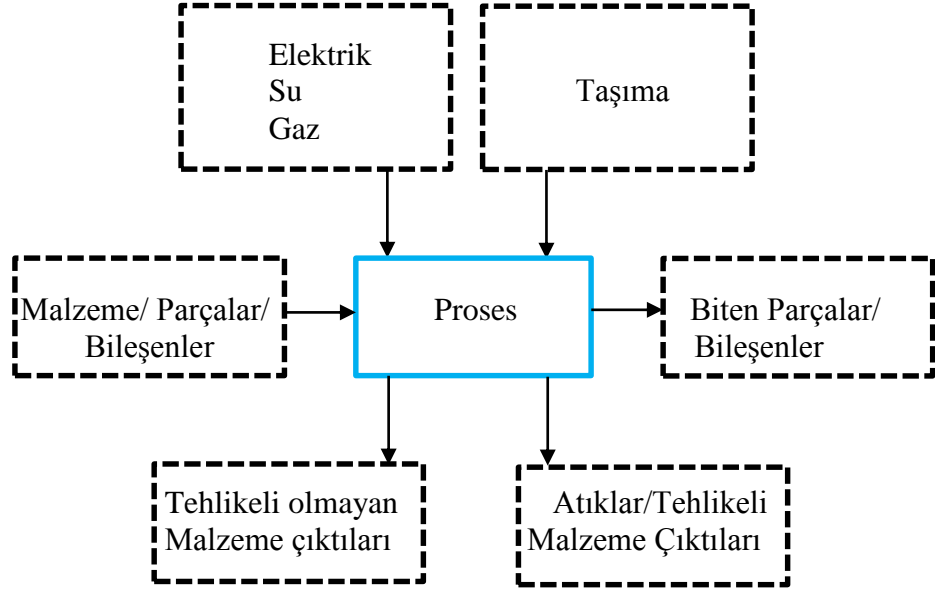 Elektrik
Su
Gaz
Taşıma
Malzeme/ Parçalar/
Bileşenler
Proses
Biten Parçalar/
Bileşenler
Tehlikeli olmayan
Malzeme çıktıları
Atıklar/Tehlikeli
Malzeme Çıktıları